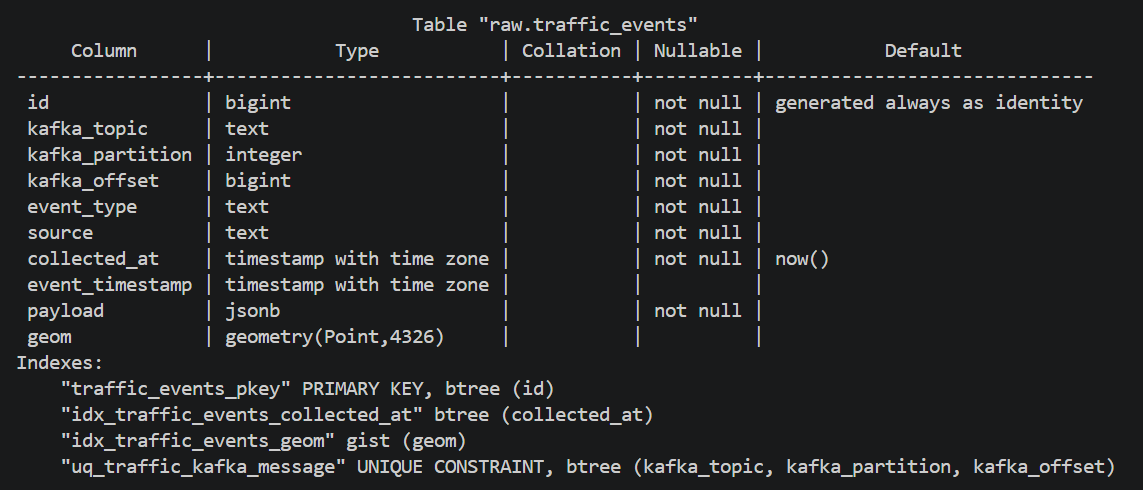 Table "raw.traffic_events"
     Column      |           Type           | Collation | Nullable |           Default
-----------------+--------------------------+-----------+----------+------------------------------
 id              | bigint                   |           | not null | generated always as identity
 kafka_topic     | text                     |           | not null |
 kafka_partition | integer                  |           | not null |
 kafka_offset    | bigint                   |           | not null |
 event_type      | text                     |           | not null |
 source          | text                     |           | not null |
 collected_at    | timestamp with time zone |           | not null | now()
 event_timestamp | timestamp with time zone |           |          |
 payload         | jsonb                    |           | not null |
 geom            | geometry(Point,4326)     |           |          |
Indexes:
    "traffic_events_pkey" PRIMARY KEY, btree (id)
    "idx_traffic_events_collected_at" btree (collected_at)
    "idx_traffic_events_geom" gist (geom)
    "uq_traffic_kafka_message" UNIQUE CONSTRAINT, btree (kafka_topic, kafka_partition, kafka_offset)